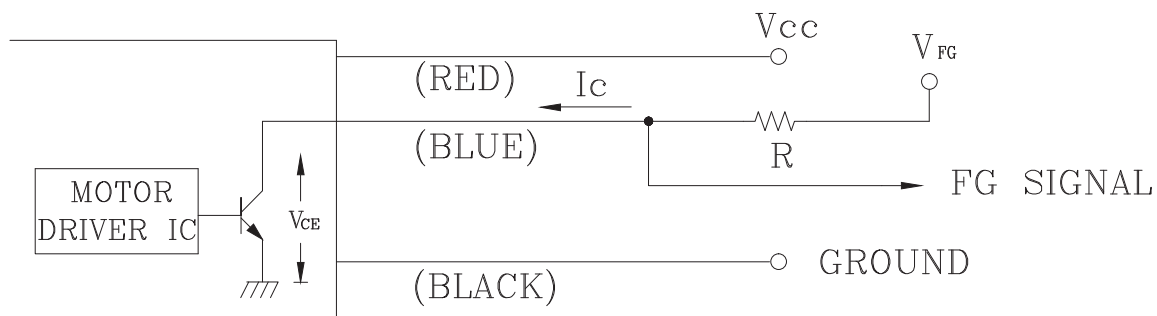 Vcc
VFG
(RED)
Ic
(BLUE)
R
MOTOR
DRIVER IC
VCE
FG SIGNAL
(BLACK)
GROUND